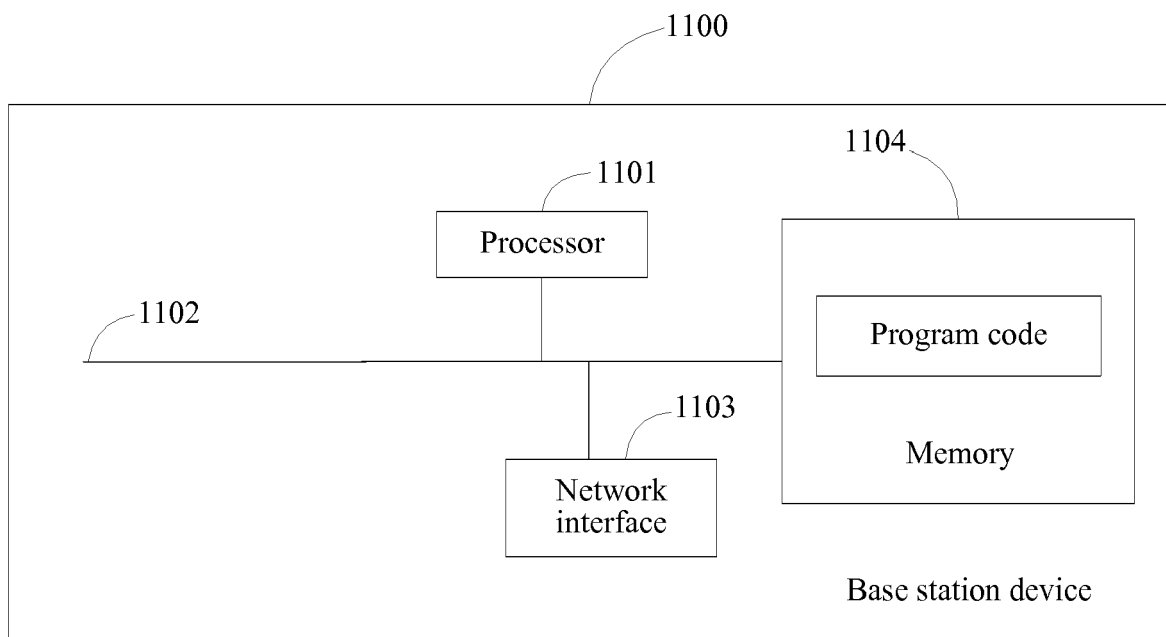 1100
1104
1101
Processor
1102
Program code
1103
Memory
Network
interface
Base station device